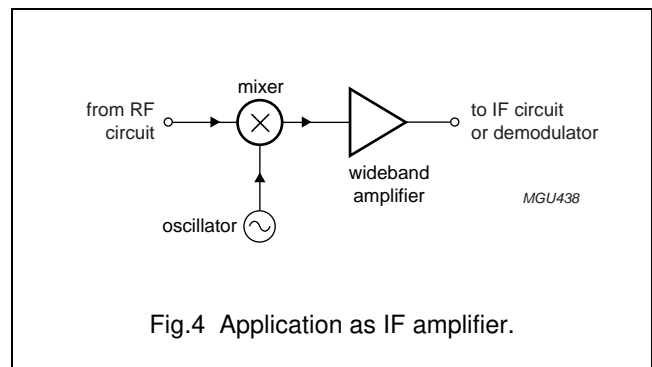 mixer
from RF
circuit
to IF circuit
or demodulator
wideband
amplifier
MGU438
oscillator
Fig.4 Application as IF amplifier.